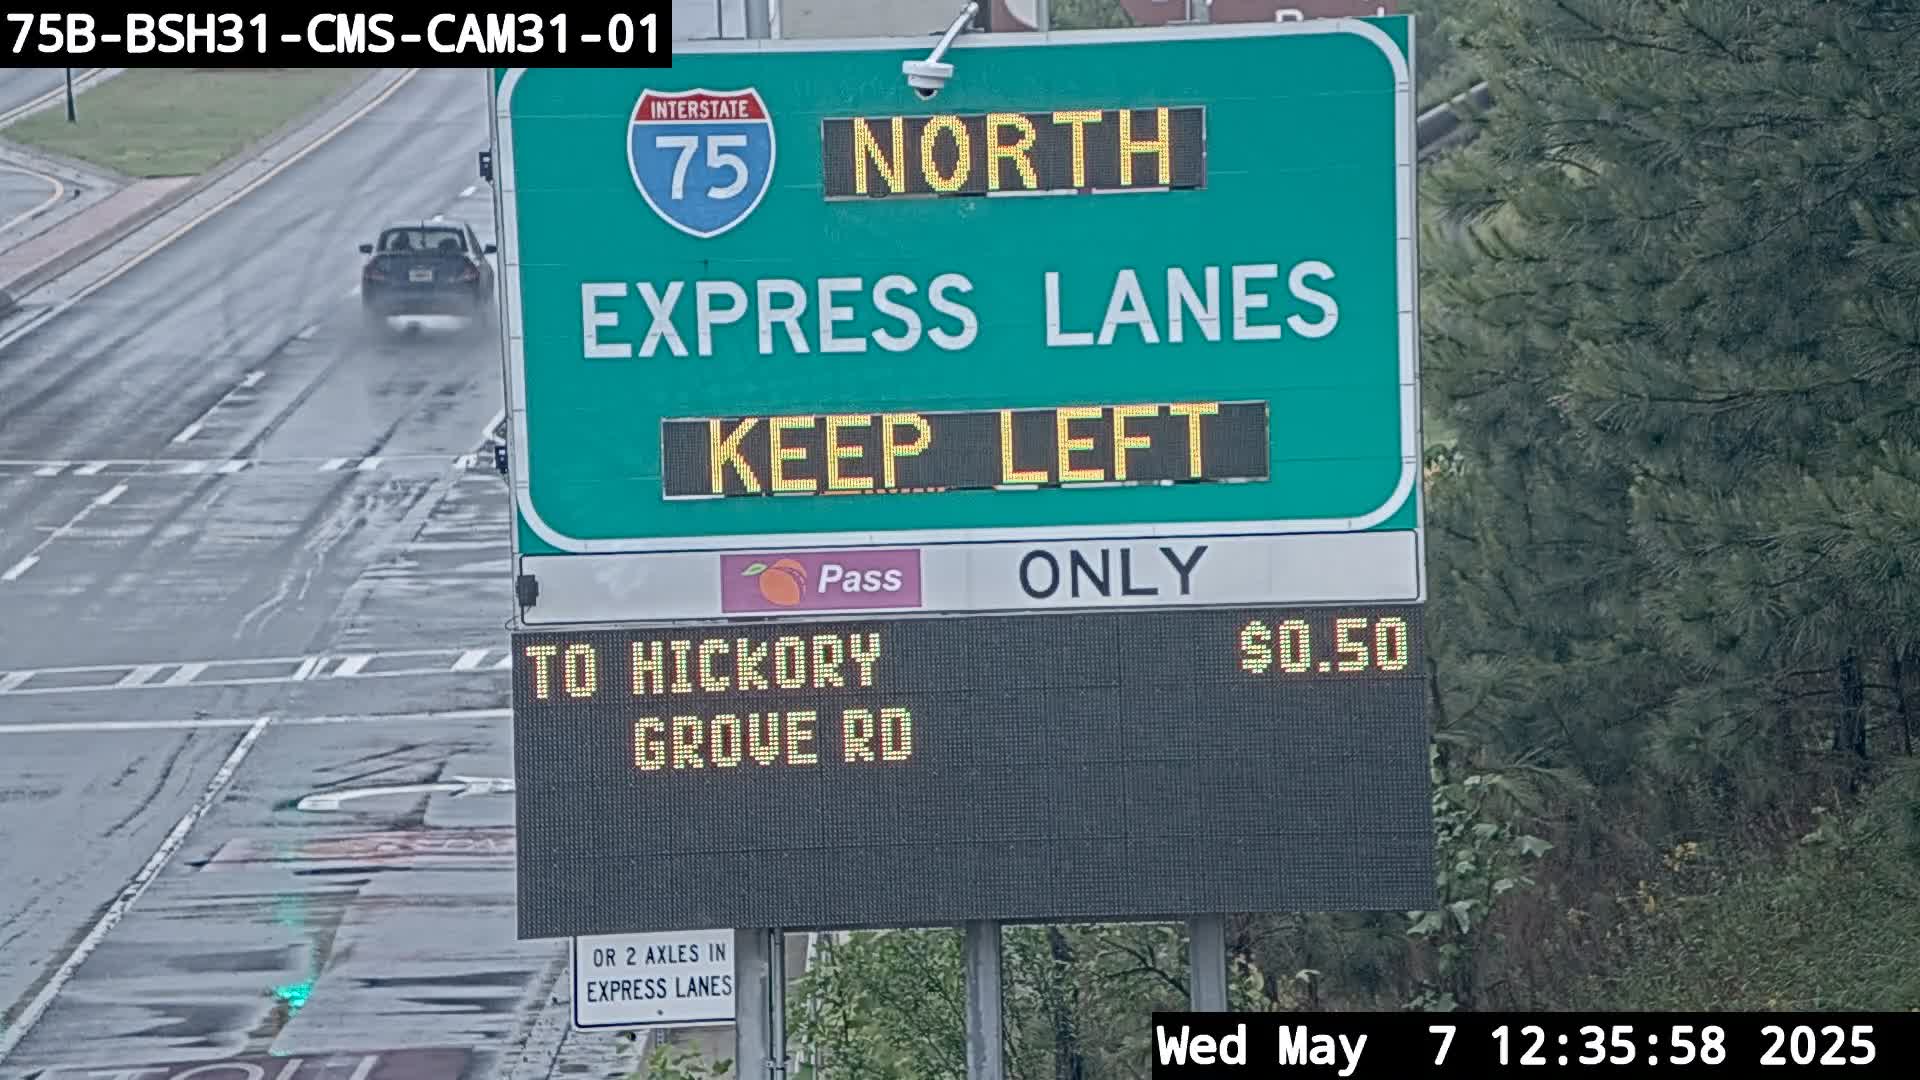 75B-BSH31-CMS-CAM31-01
INTERSTATE
75
NORTH
EXPRESS LANES
KEEP LEFT
Pass ONLY
TO HICKORY $0.50
GROVE RD
OR 2 AXLES IN
EXPRESS LANES
Wed May 7 12:35:58 2025